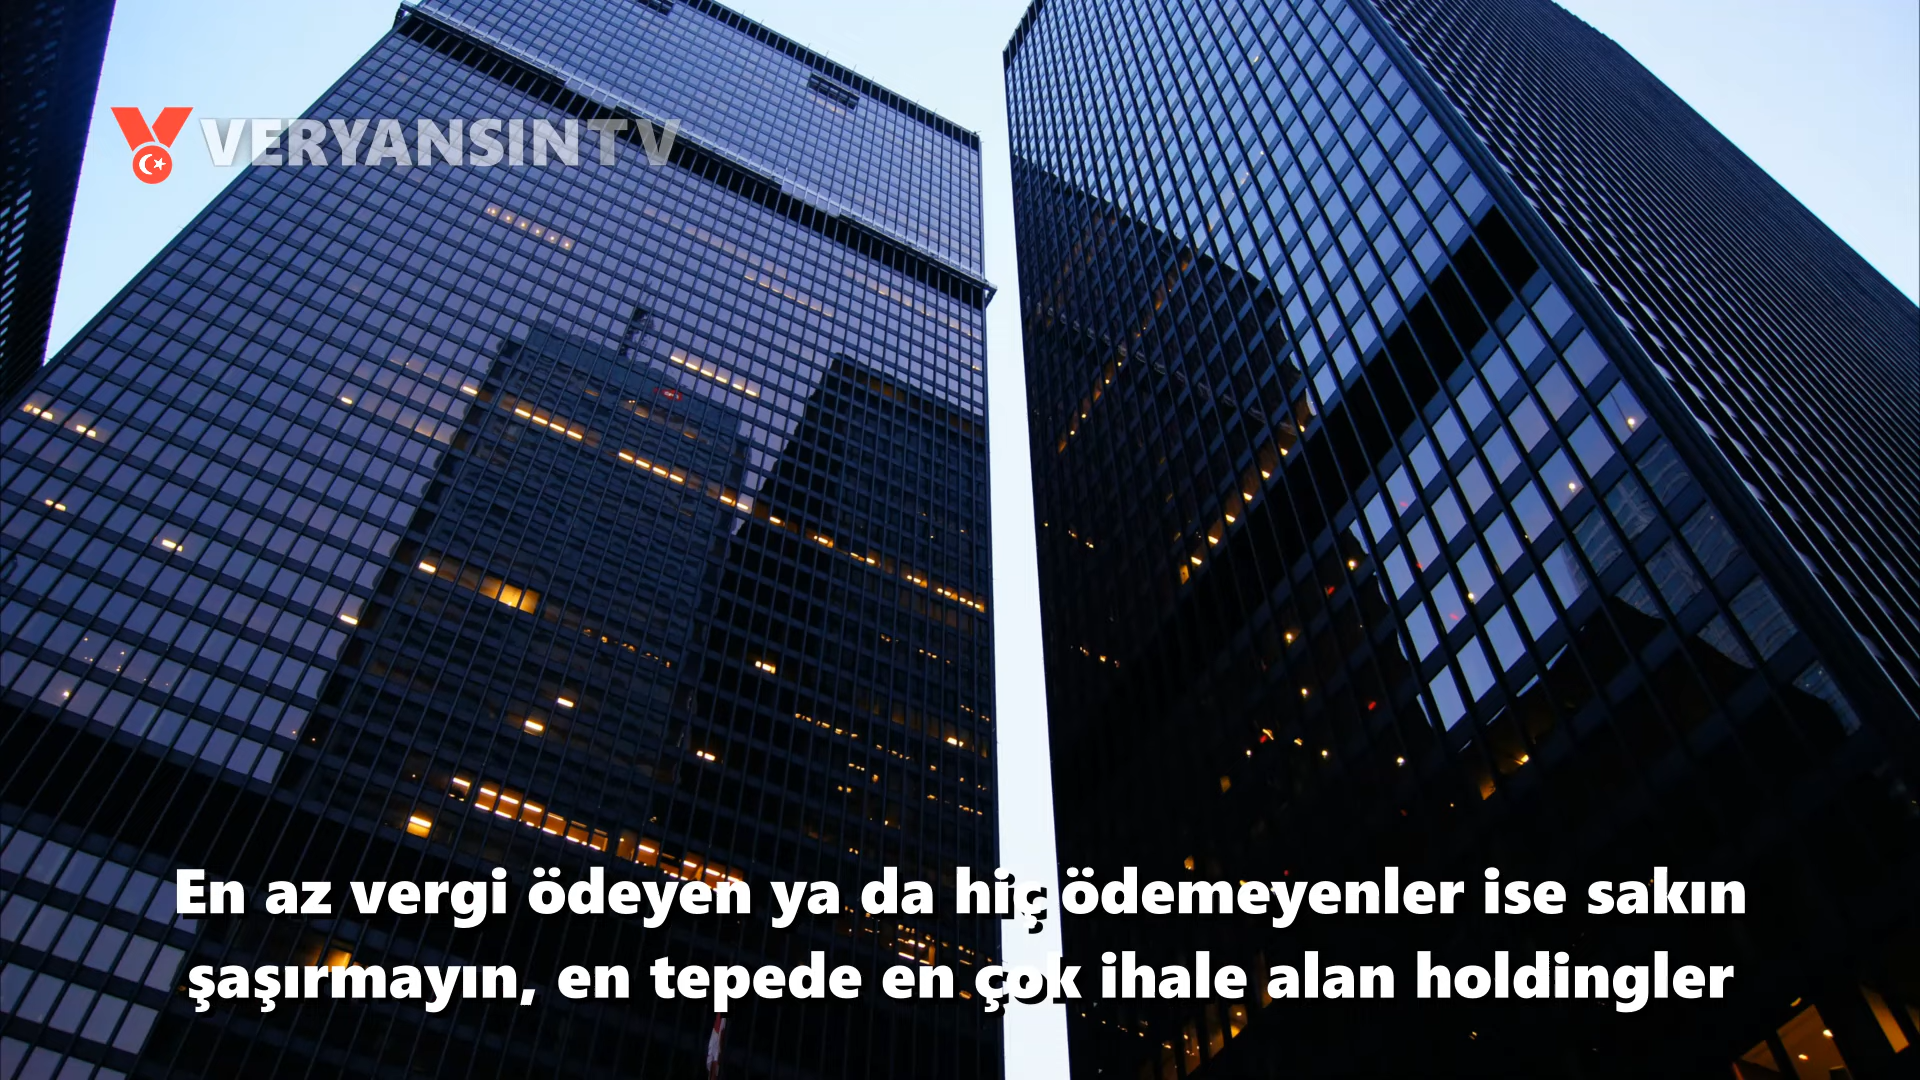 VERYANSINTV
En az vergi ödeyen ya da hiç ödemeyenler ise sakın
şaşırmayın, en tepede en çok ihale alan holdingler